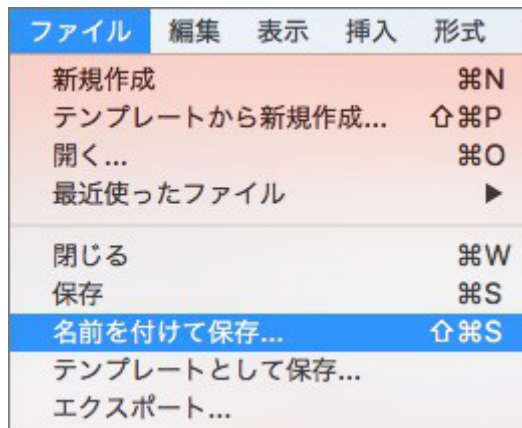 ファイル 編集 表示 挿入 形式
新規作成 ⌘N
テンプレートから新規作成... ⇧⌘P
開く... ⌘O
最近使ったファイル ▶
閉じる ⌘W
保存 ⌘S
名前を付けて保存... ⇧⌘S
テンプレートとして保存...
エクスポート...